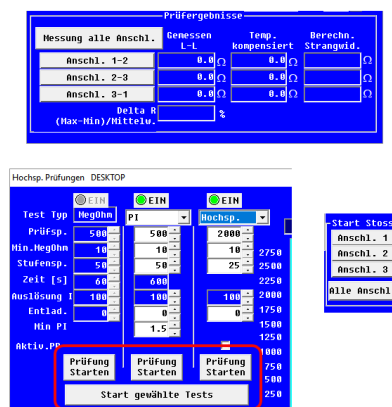 Prüfergebnisse
Messung alle Anschl. Gemessen L-L Temp. kompensiert Berechn. Strangwid.
Anschl. 1-2 0.0 Ω 0.0 Ω Ω
Anschl. 2-3 0.0 Ω 0.0 Ω Ω
Anschl. 3-1 0.0 Ω 0.0 Ω Ω
Delta R
(Max-Min)/Mittelw. %
Hochsp. Prüfungen DESKTOP
EIN EIN EIN
Test Typ MegOhm PI Hochsp.
Prüfsp. 500 500 2000
Min.MegOhm 10 10 10 2750
Stufensp. 50 50 25 2500
Zeit [s] 60 600 2250
Auslösung I 100 100 100 2000
Entlad. 0 0 0 1750
Min PI 1.5 1500
1250
Aktiv.PP 1000
Prüfung Starten Prüfung Starten Prüfung Starten 750
500
Start gewählte Tests 250
Start Stoss
Anschl. 1
Anschl. 2
Anschl. 3
Alle Anschl